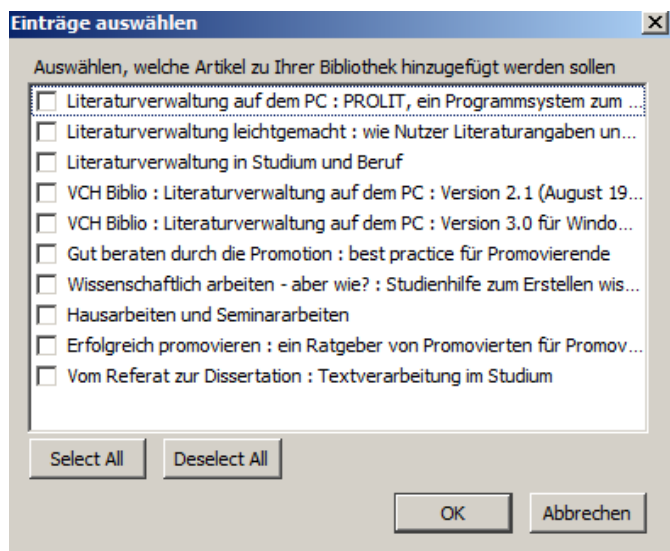 Einträge auswählen
Auswählen, welche Artikel zu Ihrer Bibliothek hinzugefügt werden sollen
Literaturverwaltung auf dem PC : PROLIT, ein Programmsystem zum ...
Literaturverwaltung leichtgemacht : wie Nutzer Literaturangaben un...
Literaturverwaltung in Studium und Beruf
VCH Biblio : Literaturverwaltung auf dem PC : Version 2.1 (August 19...
VCH Biblio : Literaturverwaltung auf dem PC : Version 3.0 für Windo...
Gut beraten durch die Promotion : best practice für Promovierende
Wissenschaftlich arbeiten - aber wie? : Studienhilfe zum Erstellen wis...
Hausarbeiten und Seminararbeiten
Erfolgreich promovieren : ein Ratgeber von Promovierten für Promov...
Vom Referat zur Dissertation : Textverarbeitung im Studium
Select All Deselect All
OK Abbrechen